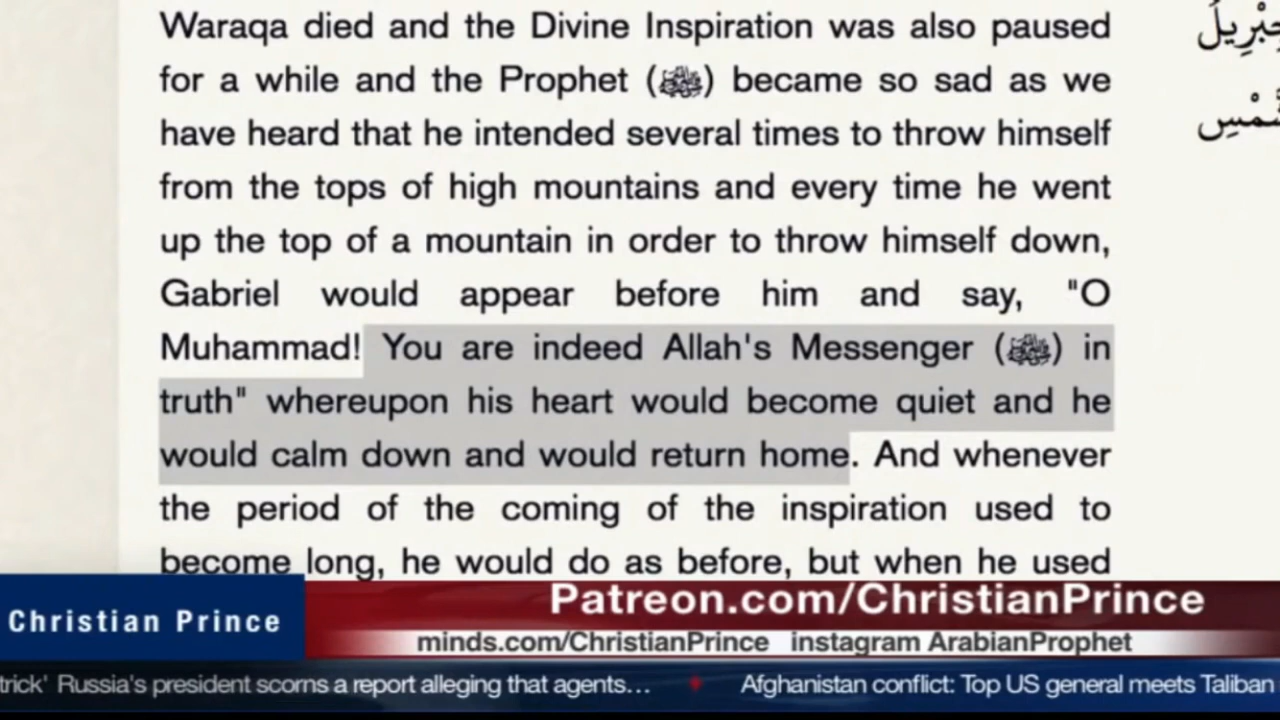 Waraqa died and the Divine Inspiration was also paused
for a while and the Prophet (ﷺ) became so sad as we
have heard that he intended several times to throw himself
from the tops of high mountains and every time he went
up the top of a mountain in order to throw himself down,
Gabriel would appear before him and say, "O
Muhammad! You are indeed Allah's Messenger (ﷺ) in
truth" whereupon his heart would become quiet and he
would calm down and would return home. And whenever
the period of the coming of the inspiration used to
become long, he would do as before, but when he used
جِبْرِيلُ
Patreon.com/ChristianPrince
Christian Prince
minds.com/ChristianPrince instagram ArabianProphet
trick' Russia's president scorns a report alleging that agents... Afghanistan conflict: Top US general meets Taliban